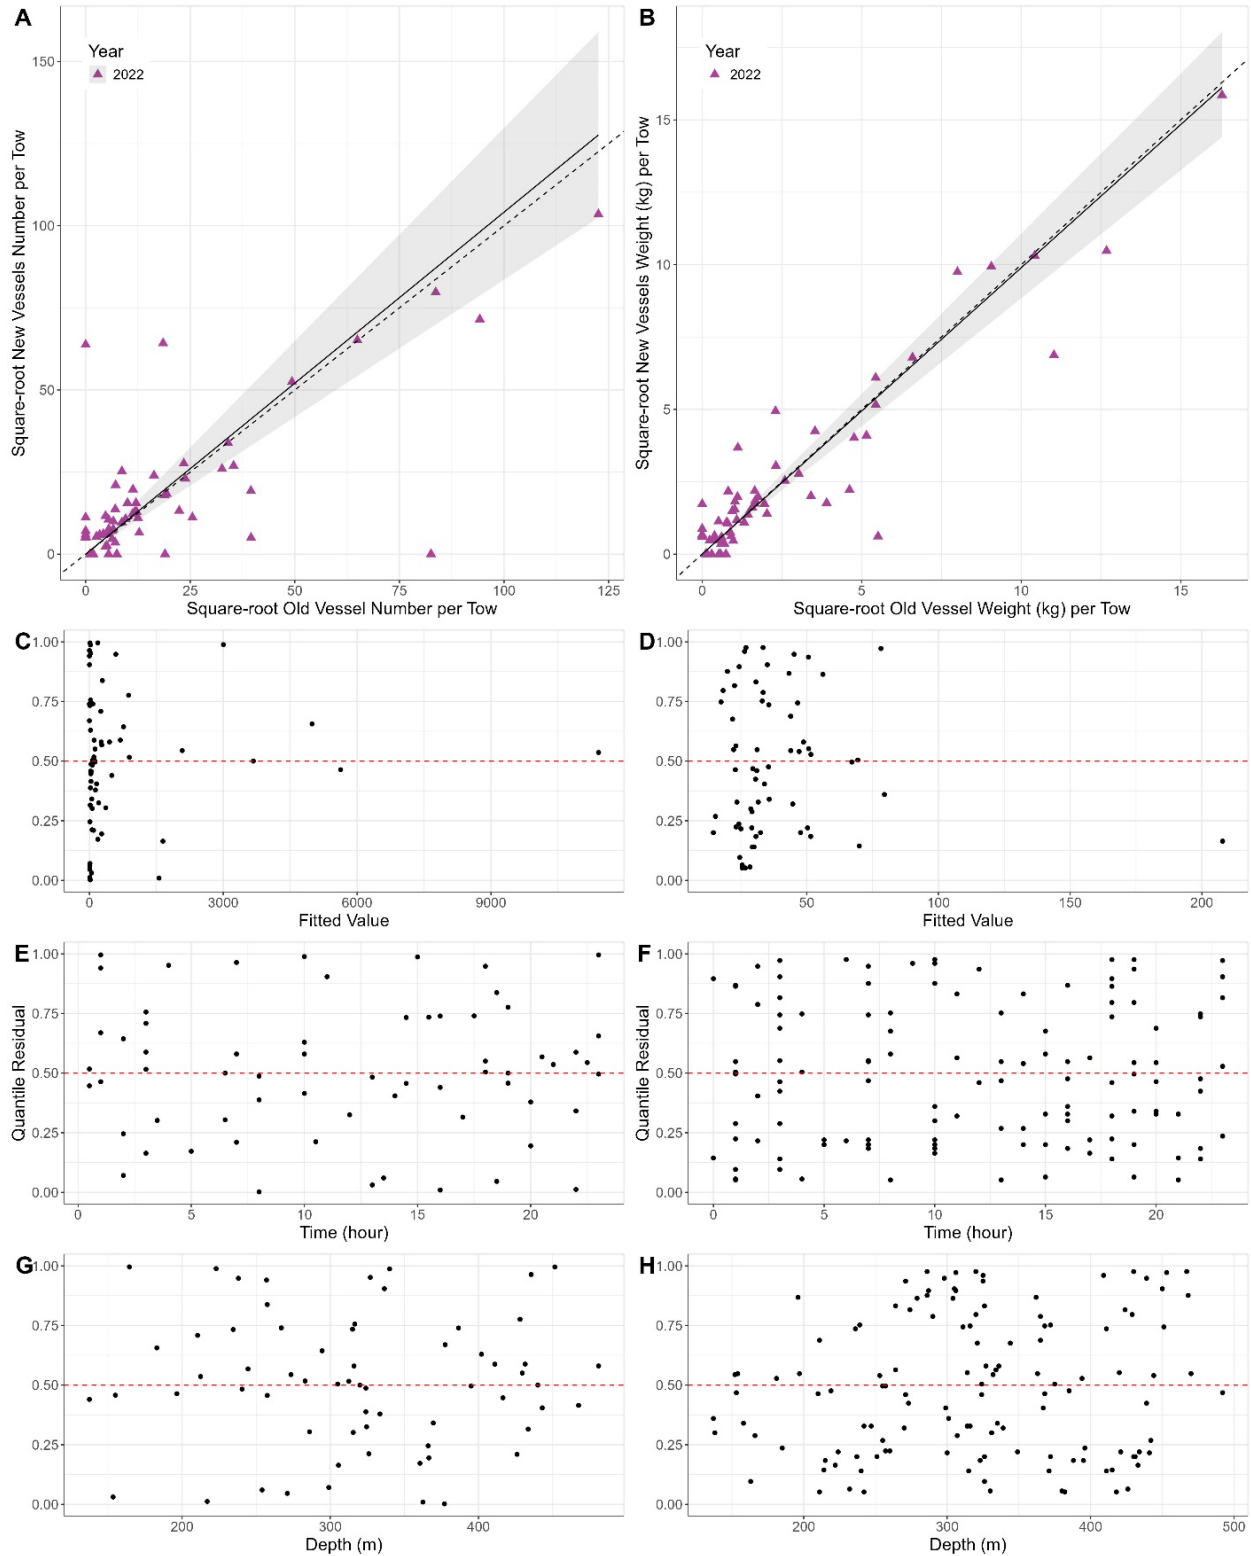 A
Year
2022
Square-root New Vessels Number per Tow
150
100
50
0
0 25 50 75 100 125
Square-root Old Vessel Number per Tow
B
Year
2022
Square-root New Vessels Weight (kg) per Tow
15
10
5
0
0 5 10 15
Square-root Old Vessel Weight (kg) per Tow
C
1.00
0.75
0.50
0.25
0.00
0 3000 6000 9000
Fitted Value
D
1.00
0.75
0.50
0.25
0.00
50 100 150 200
Fitted Value
E
Quantile Residual
1.00
0.75
0.50
0.25
0.00
0 5 10 15 20
Time (hour)
F
Quantile Residual
1.00
0.75
0.50
0.25
0.00
0 5 10 15 20
Time (hour)
G
1.00
0.75
0.50
0.25
0.00
200 300 400
Depth (m)
H
1.00
0.75
0.50
0.25
0.00
200 300 400 500
Depth (m)